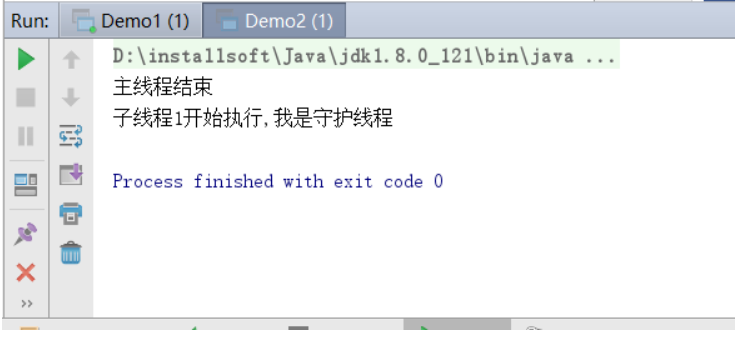 Run: Demo1 (1) Demo2 (1)
D:\installsoft\Java\jdk1.8.0_121\bin\java ...
主线程结束
子线程1开始执行,我是守护线程
Process finished with exit code 0